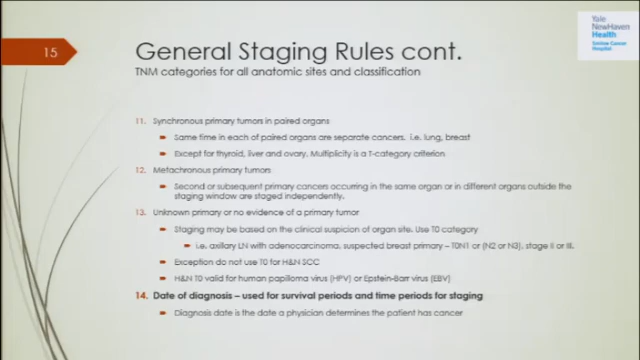 15
General Staging Rules cont.
TNM categories for all anatomic sites and classification
Yale
NewHaven
Health
Smilow Cancer
Hospital
11. Synchronous primary tumors in paired organs
Same time in each of paired organs are separate cancers. i.e. lung, breast
Except for thyroid, liver and ovary. Multiplicity is a T-category criterion
12. Metachronous primary tumors
Second or subsequent primary cancers occurring in the same organ or in different organs outside the
staging window are staged independently.
13. Unknown primary or no evidence of a primary tumor
Staging may be based on the clinical suspicion of organ site. Use T0 category
i.e. axillary LN with adenocarcinoma, suspected breast primary – T0N1 or (N2 or N3), stage II or III.
Exception do not use T0 for H&N SCC
H&N T0 valid for human papilloma virus (HPV) or Epstein-Barr virus (EBV)
14. Date of diagnosis – used for survival periods and time periods for staging
Diagnosis date is the date a physician determines the patient has cancer